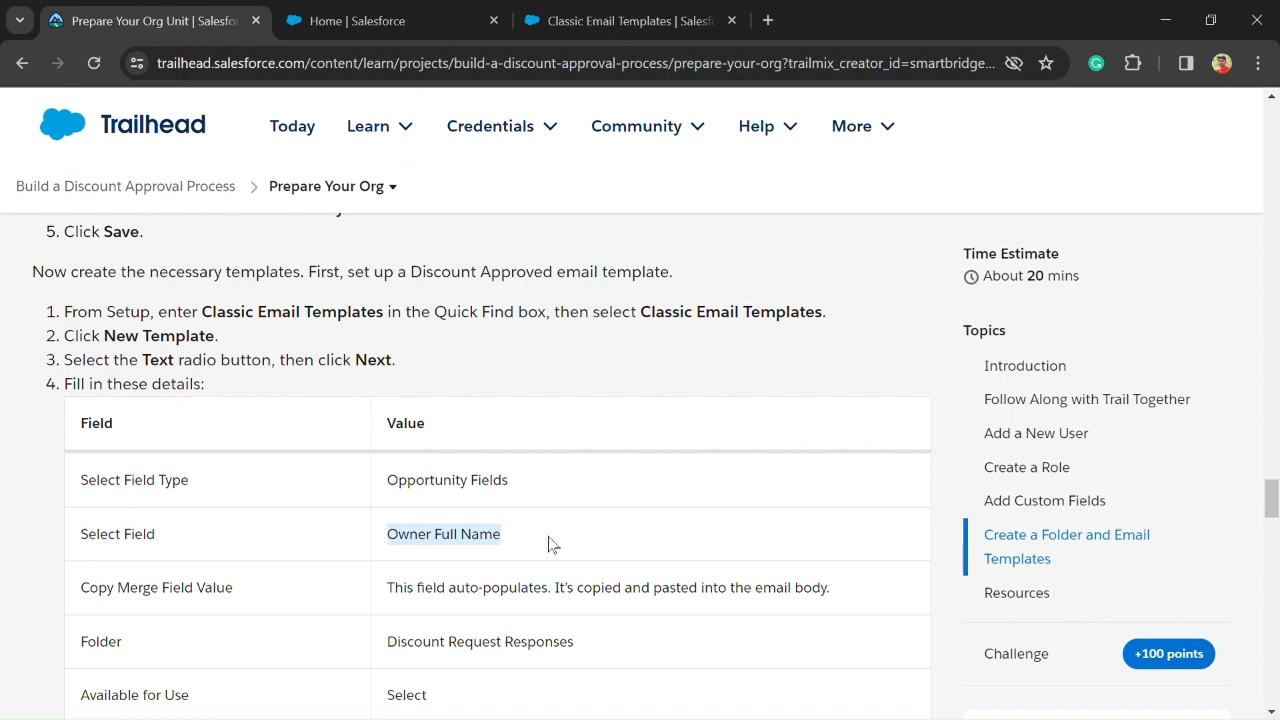 Prepare Your Org Unit | Salesfo
Home | Salesforce
Classic Email Templates | Salesf
trailhead.salesforce.com/content/learn/projects/build-a-discount-approval-process/prepare-your-org?trailmix_creator_id=smartbridge...
Trailhead
Today Learn Credentials Community Help More
Build a Discount Approval Process Prepare Your Org
5. Click Save.
Now create the necessary templates. First, set up a Discount Approved email template.
1. From Setup, enter Classic Email Templates in the Quick Find box, then select Classic Email Templates.
2. Click New Template.
3. Select the Text radio button, then click Next.
4. Fill in these details:
Field Value
Select Field Type Opportunity Fields
Select Field Owner Full Name
Copy Merge Field Value This field auto-populates. It's copied and pasted into the email body.
Folder Discount Request Responses
Available for Use Select
Time Estimate
About 20 mins
Topics
Introduction
Follow Along with Trail Together
Add a New User
Create a Role
Add Custom Fields
Create a Folder and Email
Templates
Resources
Challenge +100 points